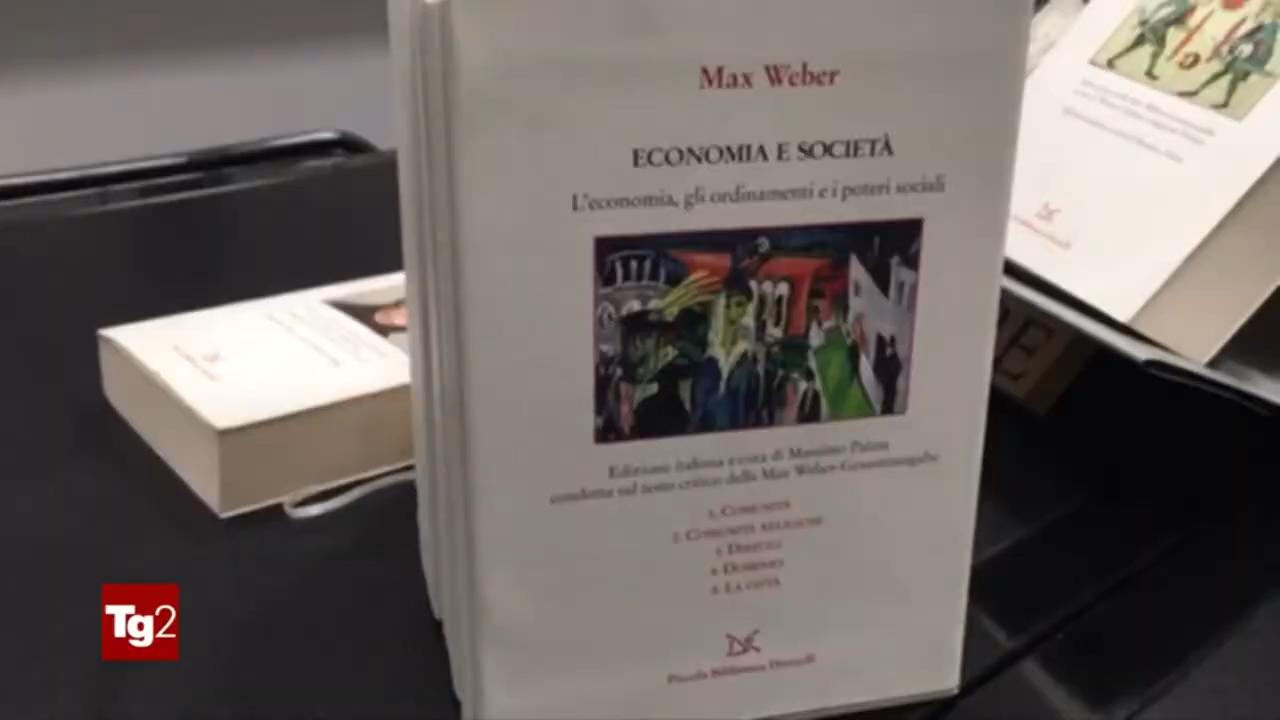 Max Weber
ECONOMIA E SOCIETÀ
L'economia, gli ordinamenti e i poteri sociali
Edizione italiana a cura di Massimo Palma
condotta sul testo critico della Max Weber-Gesamtausgabe
1. COMUNITÀ
2. COMUNITÀ RELIGIOSE
3. DIRITTO
4. DOMINIO
5. LA CITTÀ
Piccola Biblioteca Donzelli
Tg2